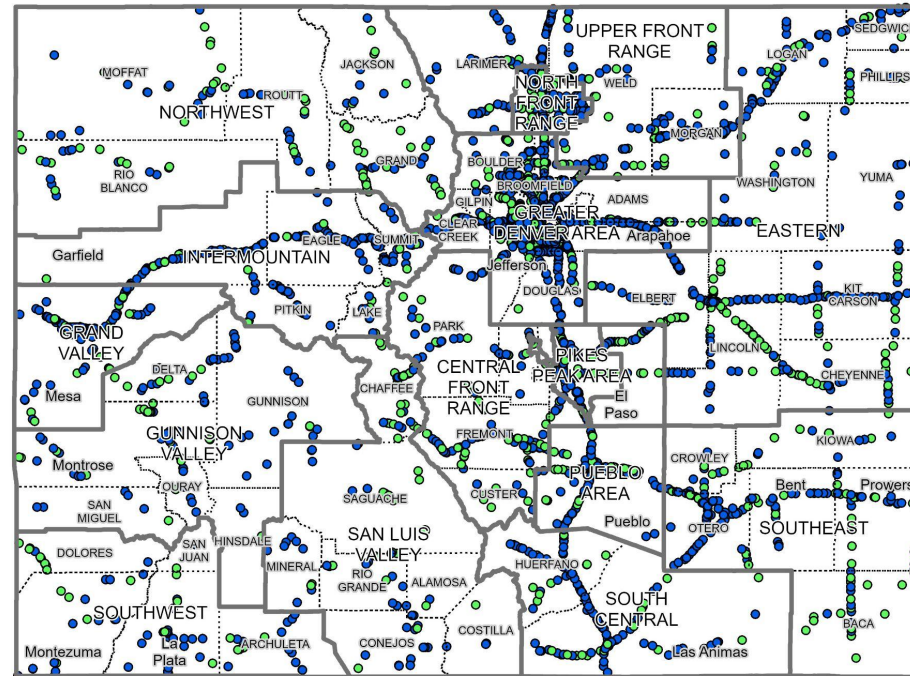 UPPER FRONT
RANGE
SEDGWIC
LOGAN
JACKSON
LARIMER
MOFFAT
PHILLIPS
NORTH
FRONT
RANGE
WELD
ROUTT
NORTHWEST
MORGAN
GRAND
BOULDER
RIO
BLANCO
BROOMFIELD
WASHINGTON
YUMA
GILPIN
ADAMS
GREATER
DENVER AREA
CLEAR
CREEK
EASTERN
Arapahoe
EAGLE
SUMMIT
Garfield
INTERMOUNTAIN
Jefferson
DOUGLAS
ELBERT
KIT
CARSON
PITKIN
LAKE
PARK
GRAND
VALLEY
LINCOLN
PIKES
PEAK AREA
DELTA
CENTRAL
FRONT
RANGE
CHEYENNE
CHAFFEE
Mesa
GUNNISON
El
Paso
GUNNISON
VALLEY
FREMONT
KIOWA
Montrose
CROWLEY
PUEBLO
AREA
OURAY
Bent
Prowers
SAGUACHE
CUSTER
SAN
MIGUEL
Pueblo
OTERO
SOUTHEAST
SAN LUIS
VALLEY
SAN
JUAN
HINSDALE
DOLORES
MINERAL
HUERFANO
RIO
GRANDE
ALAMOSA
SOUTHWEST
SOUTH
CENTRAL
BACA
COSTILLA
La
Plata
ARCHULETA
CONEJOS
Montezuma
Las Animas